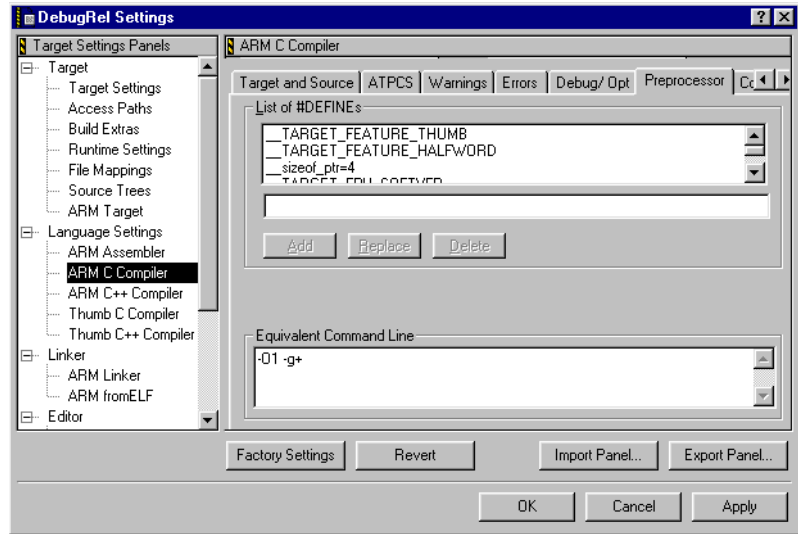 DebugRel Settings
Target Settings Panels
Target
Target Settings
Access Paths
Build Extras
Runtime Settings
File Mappings
Source Trees
ARM Target
Language Settings
ARM Assembler
ARM C Compiler
ARM C++ Compiler
Thumb C Compiler
Thumb C++ Compiler
Linker
ARM Linker
ARM fromELF
Editor
ARM C Compiler
Target and Source ATPCS Warnings Errors Debug/ Opt Preprocessor
List of #DEFINEs
__TARGET_FEATURE_THUMB
__TARGET_FEATURE_HALFWORD
__sizeof_ptr=4
Add Replace Delete
Equivalent Command Line
-O1 -g+
Factory Settings Revert Import Panel... Export Panel...
OK Cancel Apply